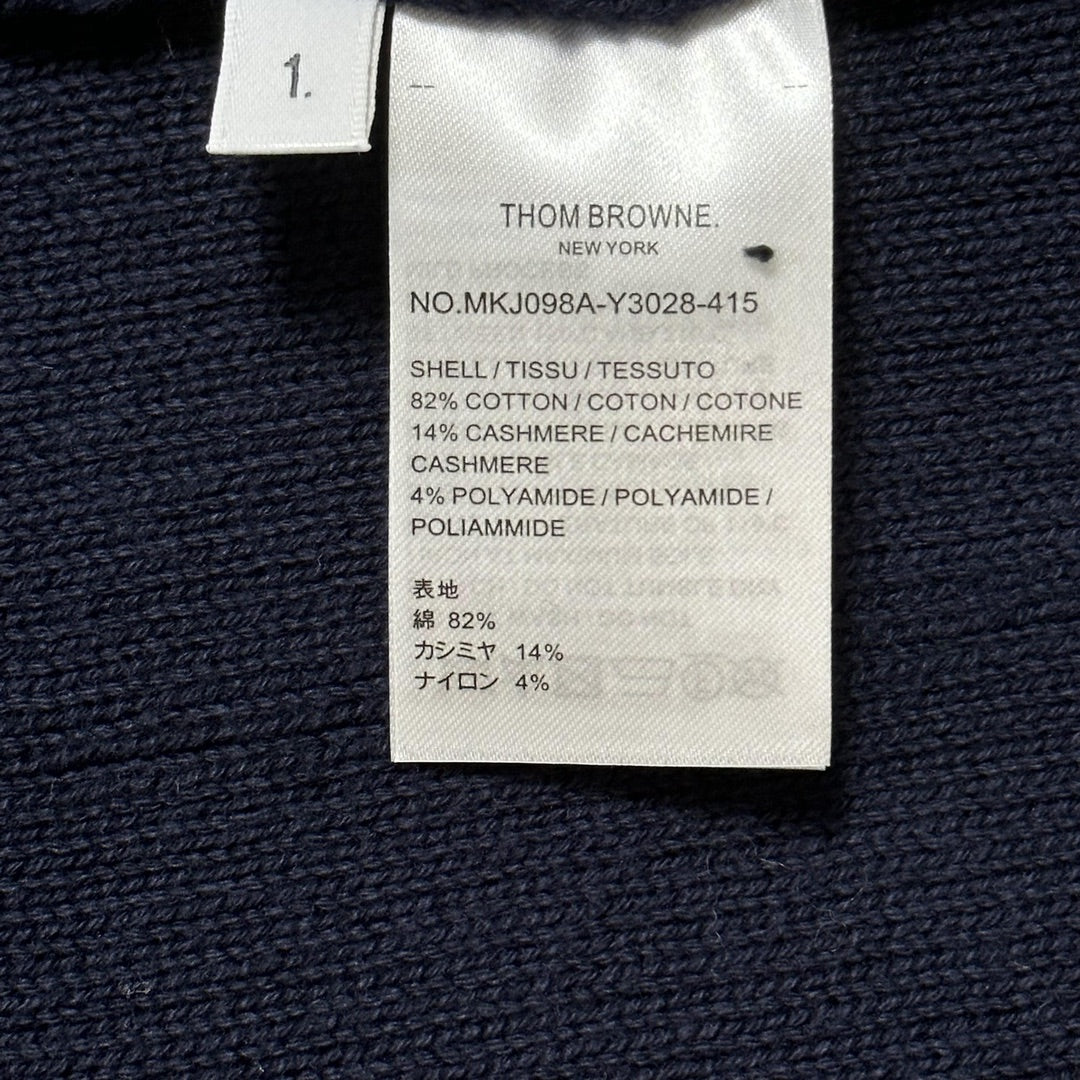 1.
THOM BROWNE.
NEW YORK
NO.MKJ098A-Y3028-415
SHELL / TISSU / TESSUTO
82% COTTON / COTON / COTONE
14% CASHMERE / CACHEMIRE
CASHMERE
4% POLYAMIDE / POLYAMIDE /
POLIAMMIDE
表地
綿 82%
カシミヤ 14%
ナイロン 4%